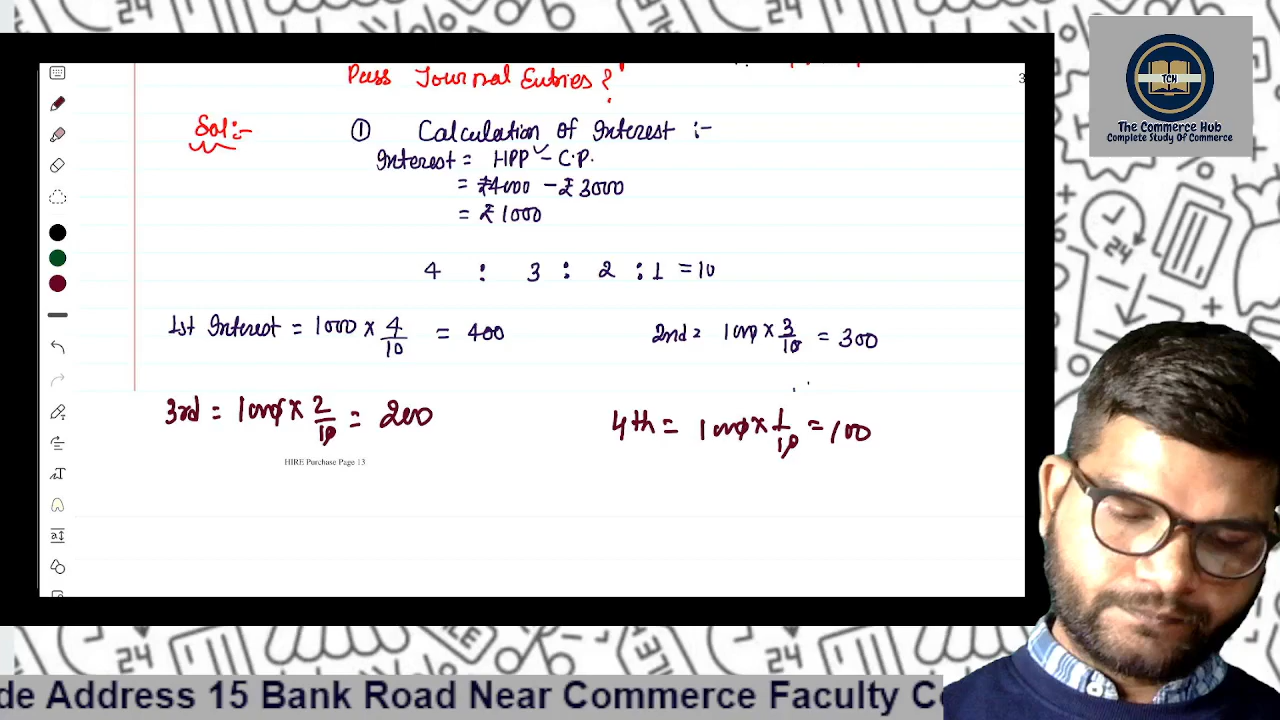 Pass Journal Entries?
3
Sol:-
① Calculation of Interest :-
Interest = HPP - C.P.
= ₹4000 - ₹3000
= ₹1000
4 : 3 : 2 : 1 = 10
1st Interest = 1000 × 4/10 = 400
2nd = 1000 × 3/10 = 300
3rd = 1000 × 2/10 = 200
4th = 1000 × 1/10 = 100
HIRE Purchase Page 13
TCH
The Commerce Hub
Complete Study Of Commerce
de Address 15 Bank Road Near Commerce Faculty Co